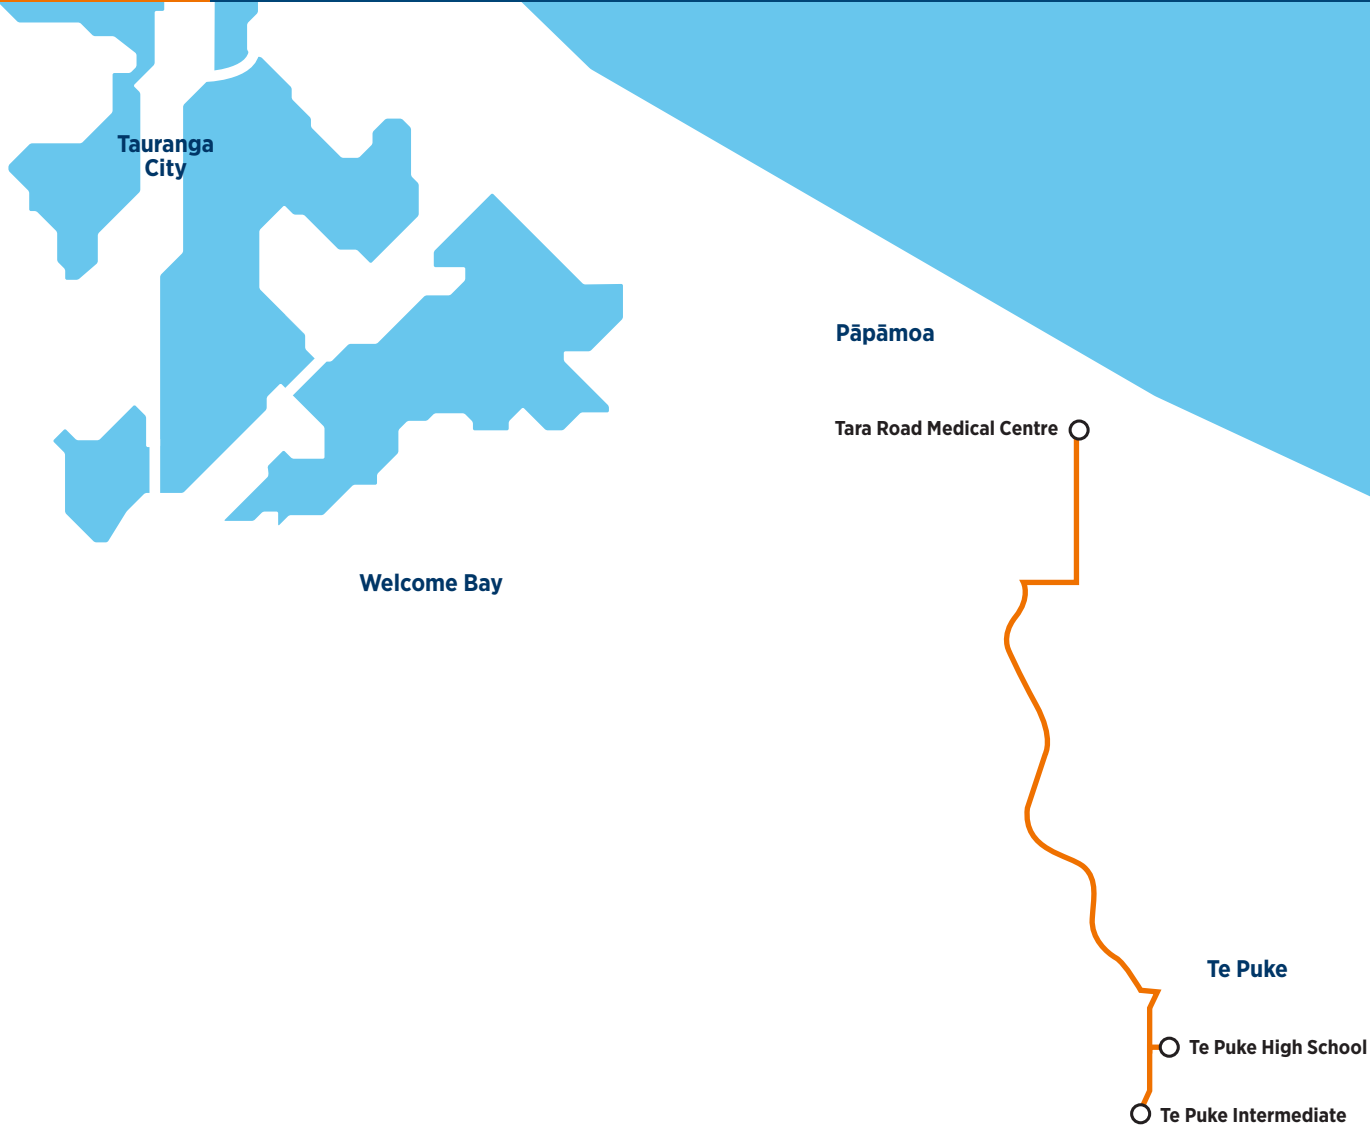 Tauranga
City
Pāpāmoa
Tara Road Medical Centre
Welcome Bay
Te Puke
Te Puke High School
Te Puke Intermediate